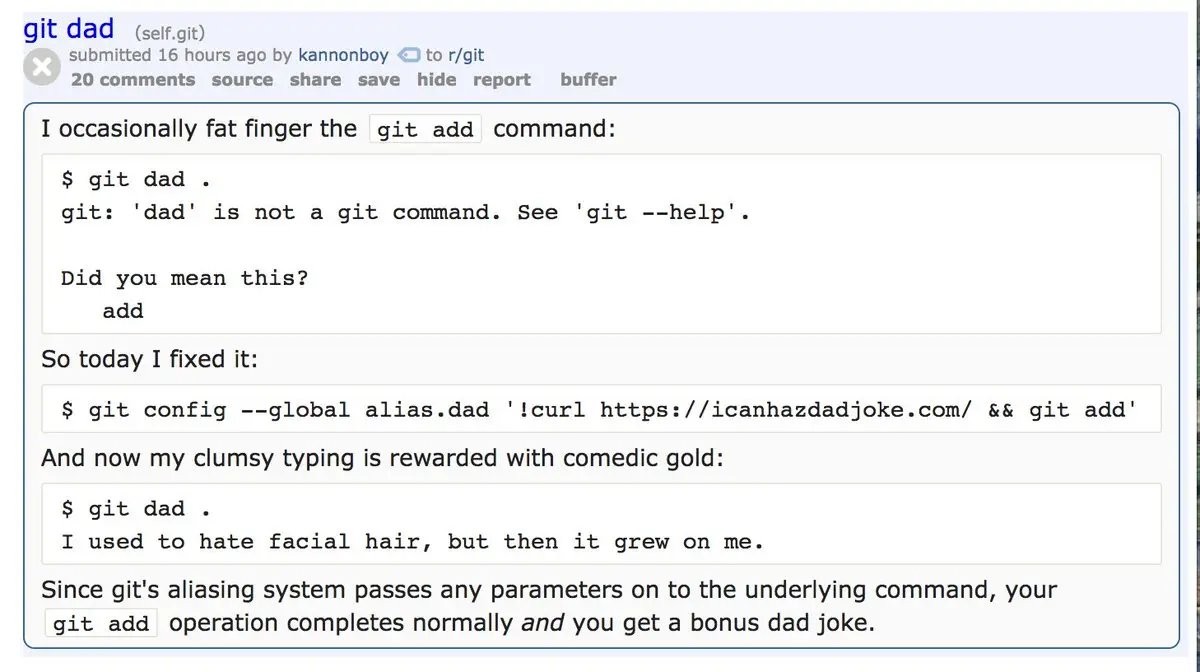 git dad (self.git)
submitted 16 hours ago by kannonboy to r/git
20 comments source share save hide report buffer
I occasionally fat finger the git add command:
$ git dad .
git: 'dad' is not a git command. See 'git --help'.
Did you mean this?
add
So today I fixed it:
$ git config --global alias.dad '!curl https://icanhazdadjoke.com/ && git add'
And now my clumsy typing is rewarded with comedic gold:
$ git dad .
I used to hate facial hair, but then it grew on me.
Since git's aliasing system passes any parameters on to the underlying command, your
git add operation completes normally and you get a bonus dad joke.